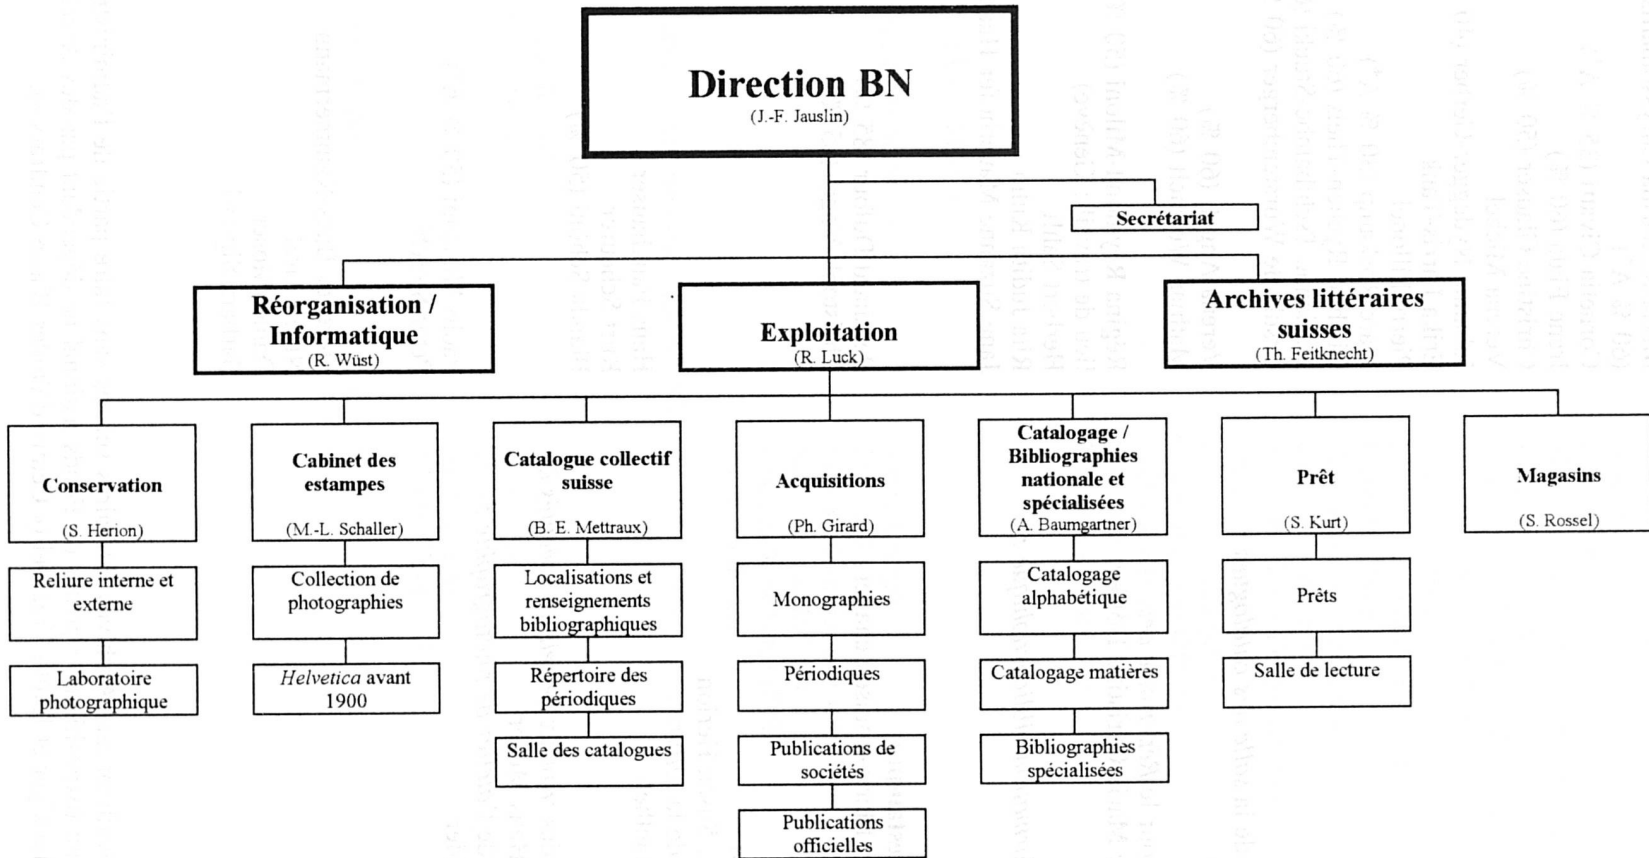 Direction BN
(J.-F. Jauslin)
Secrétariat
Réorganisation /
Informatique
(R. Wüst)
Exploitation
(R. Luck)
Archives littéraires
suisses
(Th. Feitknecht)
Conservation
(S. Herion)
Reliure interne et
externe
Laboratoire
photographique
Cabinet des
estampes
(M.-L. Schaller)
Collection de
photographies
Helvetica avant
1900
Catalogue collectif
suisse
(B. E. Mettraux)
Localisations et
renseignements
bibliographiques
Répertoire des
périodiques
Salle des catalogues
Acquisitions
(Ph. Girard)
Monographies
Périodiques
Publications de
sociétés
Publications
officielles
Catalogage /
Bibliographies
nationale et
spécialisées
(A. Baumgartner)
Catalogage
alphabétique
Catalogage matières
Bibliographies
spécialisées
Prêt
(S. Kurt)
Prêts
Salle de lecture
Magasins
(S. Rossel)